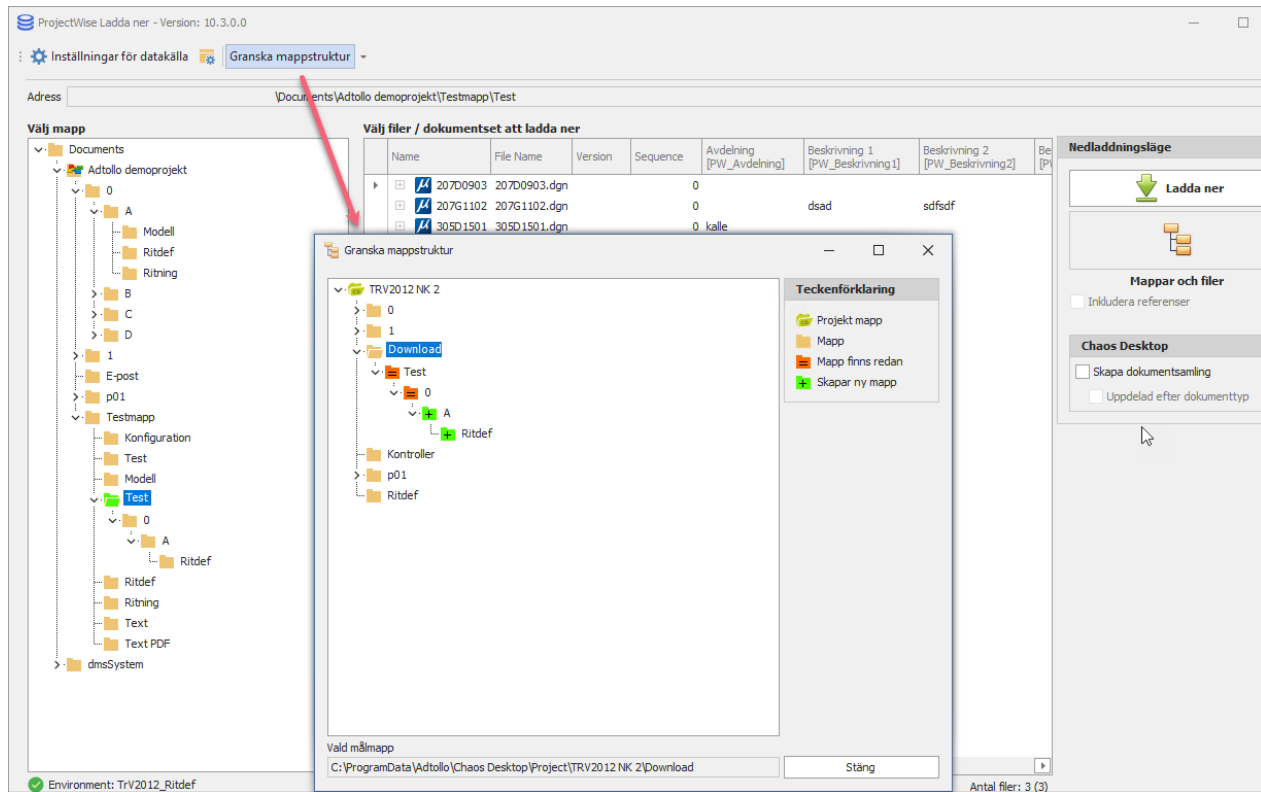 ProjectWise Ladda ner - Version: 10.3.0.0
Inställningar för datakälla Granska mappstruktur
Adress \Documents\Adtollo demoprojekt\Testmapp\Test
Välj mapp
Documents
Adtollo demoprojekt
0
A
Modell
Ritdef
Ritning
B
C
D
1
E-post
p01
Testmapp
Konfiguration
Test
Modell
Test
0
A
Ritdef
Ritdef
Ritning
Text
Text PDF
dmsSystem
Environment: TrV2012_Ritdef
Välj filer / dokumentset att ladda ner
Name File Name Version Sequence Avdelning [PW_Avdelning] Beskrivning 1 [PW_Beskrivning1] Beskrivning 2 [PW_Beskrivning2]
207D0903 207D0903.dgn 0
207G1102 207G1102.dgn 0 dsad sdfsdf
305D1501 305D1501.dgn 0 kalle
Granska mappstruktur
TRV2012 NK 2
0
1
Download
Test
0
A
Ritdef
Kontroller
p01
Ritdef
Teckenförklaring
Projekt mapp
Mapp
Mapp finns redan
Skapar ny mapp
Vald målmapp
C:\ProgramData\Adtollo\Chaos Desktop\Project\TRV2012 NK 2\Download
Stäng
Nedladdningsläge
Ladda ner
Mappar och filer
Inkludera referenser
Chaos Desktop
Skapa dokumentsamling
Uppdelad efter dokumenttyp
Antal filer: 3 (3)